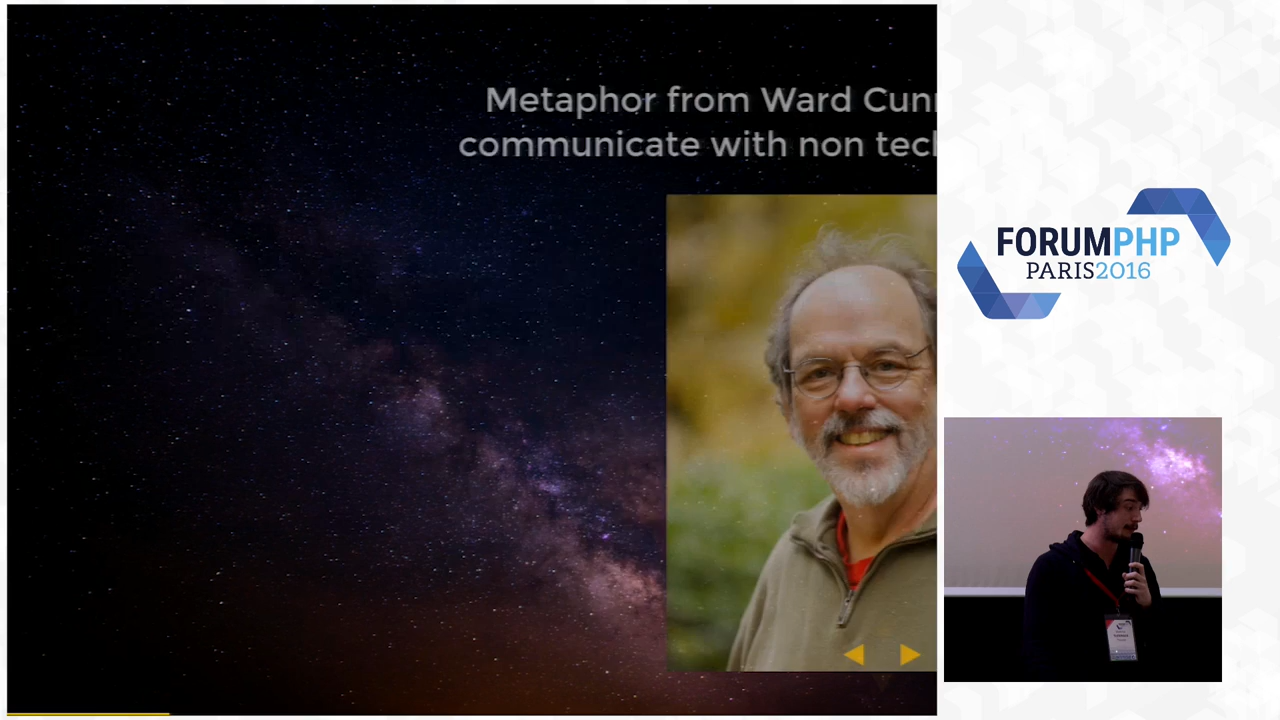 Metaphor from Ward Cun
communicate with non tec
FORUMPHP
PARIS2016